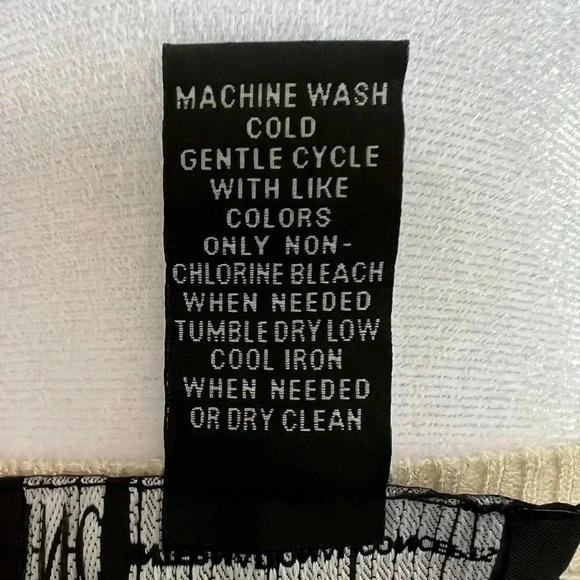 MACHINE WASH
COLD
GENTLE CYCLE
WITH LIKE
COLORS
ONLY NON-
CHLORINE BLEACH
WHEN NEEDED
TUMBLE DRY LOW
COOL IRON
WHEN NEEDED
OR DRY CLEAN